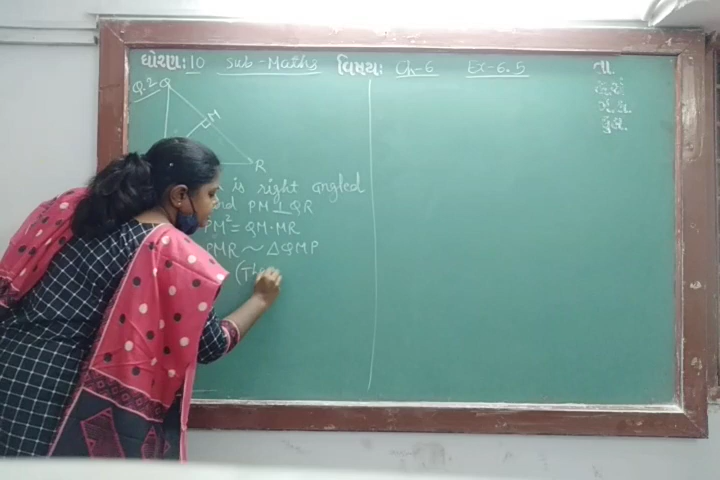 ધોરણ: 10 Sub-Maths વિષય: Ch-6 Ex-6.5 તા.
Q.2
Q
M
R
is right angled
and PM ⊥ QR
PM² = QM·MR
PMR ~ ΔQMP
(The